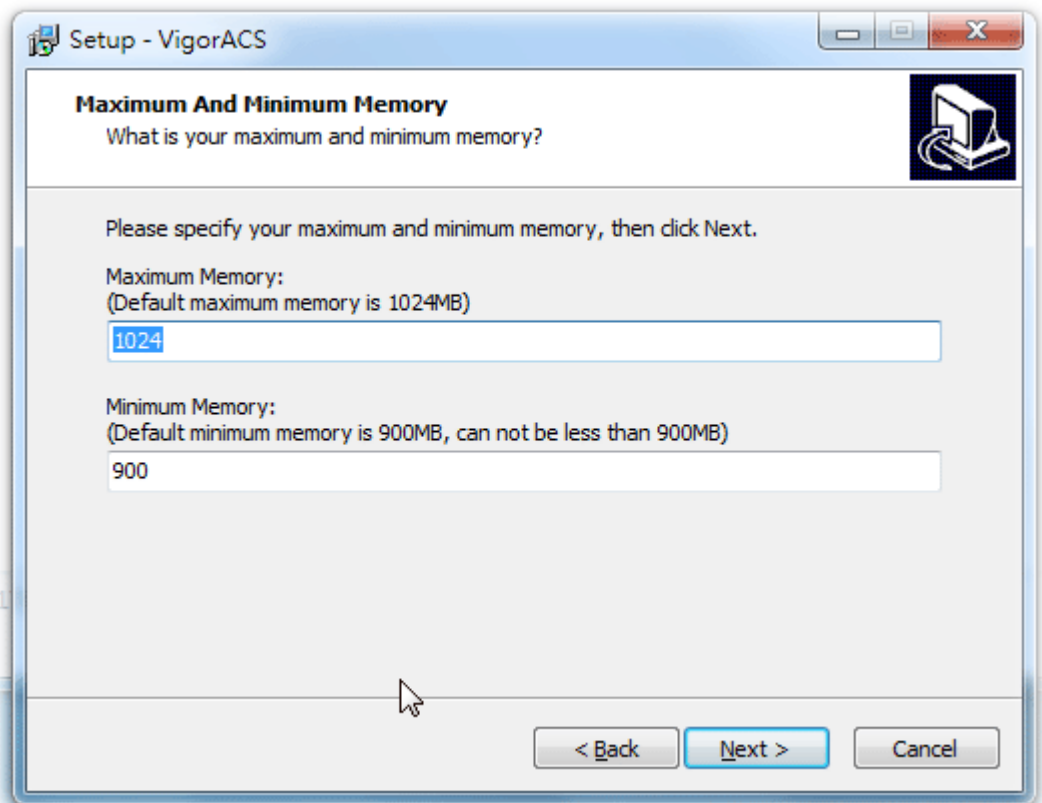 Setup - VigorACS
Maximum And Minimum Memory
What is your maximum and minimum memory?
Please specify your maximum and minimum memory, then click Next.
Maximum Memory:
(Default maximum memory is 1024MB)
1024
Minimum Memory:
(Default minimum memory is 900MB, can not be less than 900MB)
900
< Back Next > Cancel